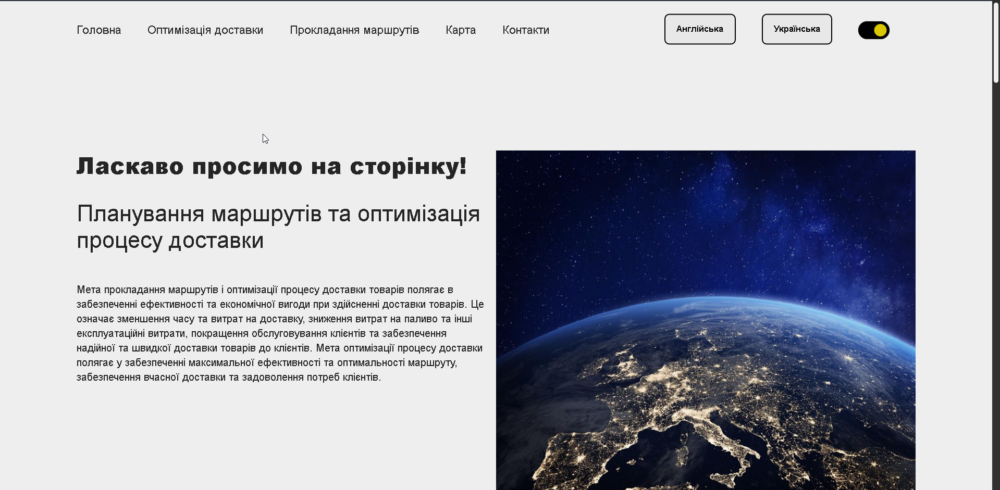 Головна Оптимізація доставки Прокладання маршрутів Карта Контакти Англійська Українська
Ласкаво просимо на сторінку!
Планування маршрутів та оптимізація
процесу доставки
Мета прокладання маршрутів і оптимізації процесу доставки товарів полягає в
забезпеченні ефективності та економічної вигоди при здійсненні доставки товарів. Це
означає зменшення часу та витрат на доставку, зниження витрат на паливо та інші
експлуатаційні витрати, покращення обслуговування клієнтів та забезпечення
надійної та швидкої доставки товарів до клієнтів. Мета оптимізації процесу доставки
полягає у забезпеченні максимальної ефективності та оптимальності маршруту,
забезпечення вчасної доставки та задоволення потреб клієнтів.